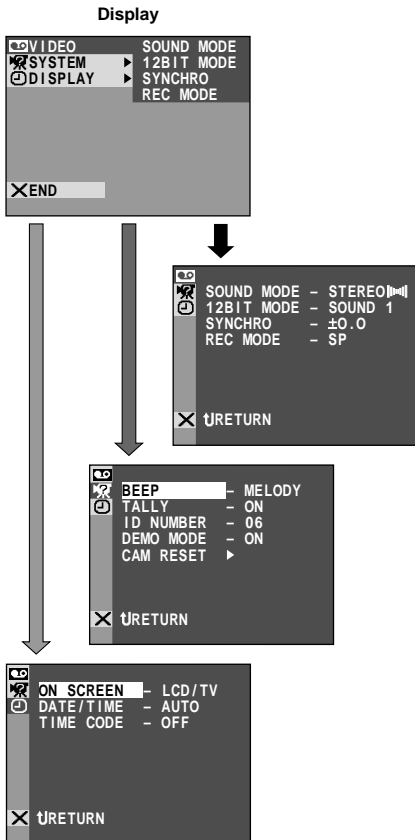 Display
VIDEO SOUND MODE
SYSTEM ▶ 12BIT MODE
DISPLAY ▶ SYNCHRO
REC MODE
END
SOUND MODE – STEREO
12BIT MODE – SOUND 1
SYNCHRO – ±0.0
REC MODE – SP
RETURN
BEEP – MELODY
TALLY – ON
ID NUMBER – 06
DEMO MODE – ON
CAM RESET ▶
RETURN
ON SCREEN – LCD/TV
DATE/TIME – AUTO
TIME CODE – OFF
RETURN